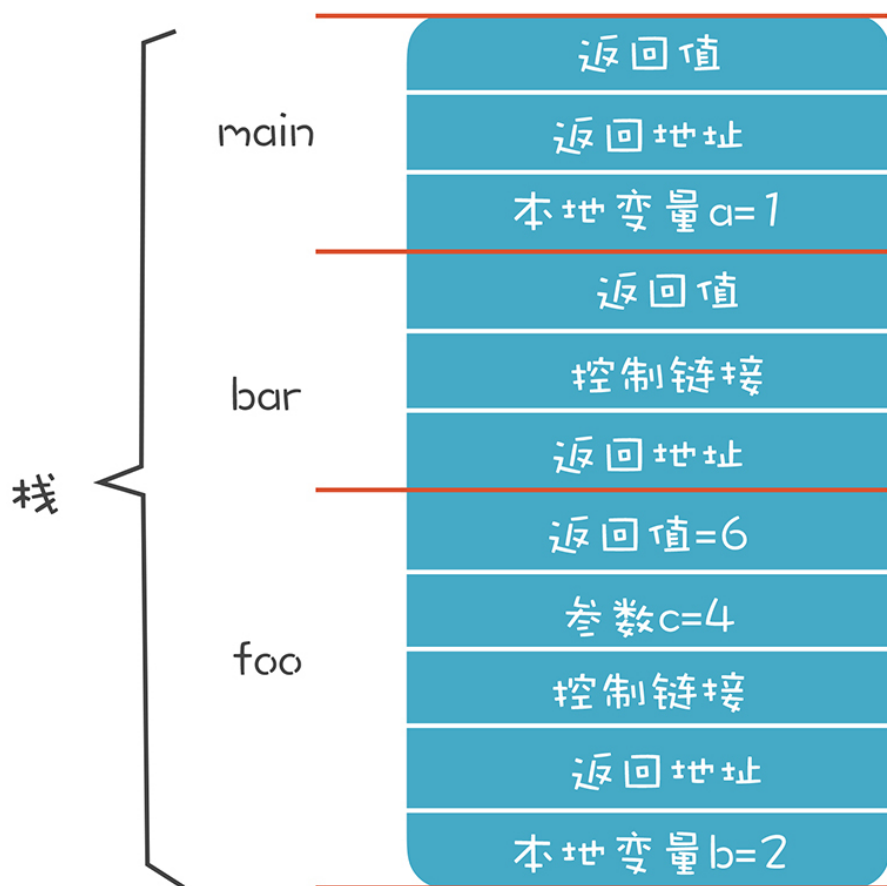 返回值
main
返回地址
本地变量a=1
返回值
bar
控制链接
返回地址
栈
返回值=6
参数c=4
foo
控制链接
返回地址
本地变量b=2